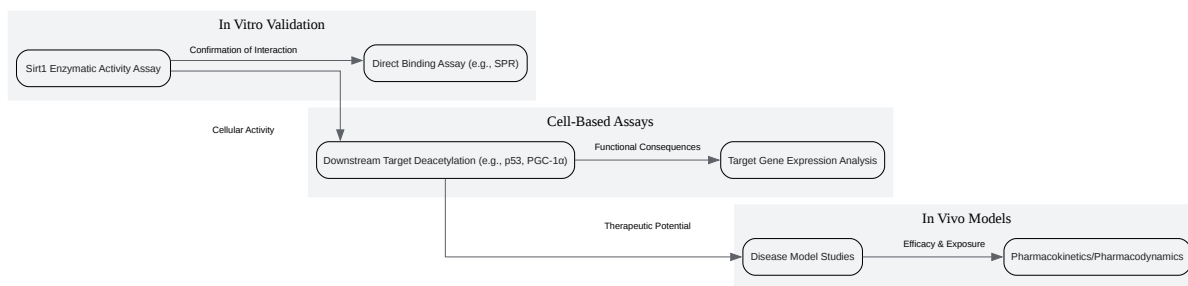 In Vitro Validation
Confirmation of Interaction
Sirt1 Enzymatic Activity Assay
Direct Binding Assay (e.g., SPR)
Cellular Activity
Cell-Based Assays
Functional Consequences
Downstream Target Deacetylation (e.g., p53, PGC-1α)
Target Gene Expression Analysis
Therapeutic Potential
In Vivo Models
Efficacy & Exposure
Disease Model Studies
Pharmacokinetics/Pharmacodynamics